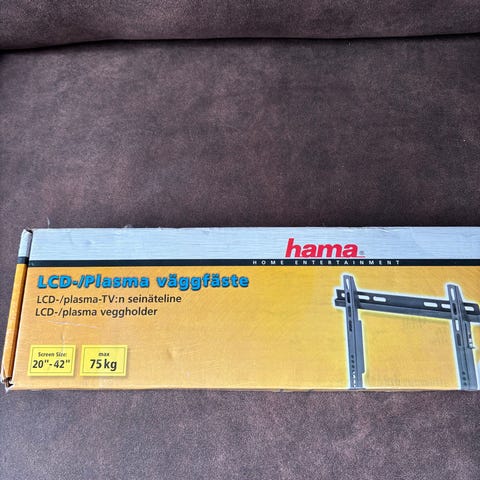 hama®
HOME ENTERTAINMENT
LCD-/Plasma väggfäste
LCD-/plasma-TV:n seinäteline
LCD-/plasma veggholder
Screen Size:
20"-42"
max
75kg